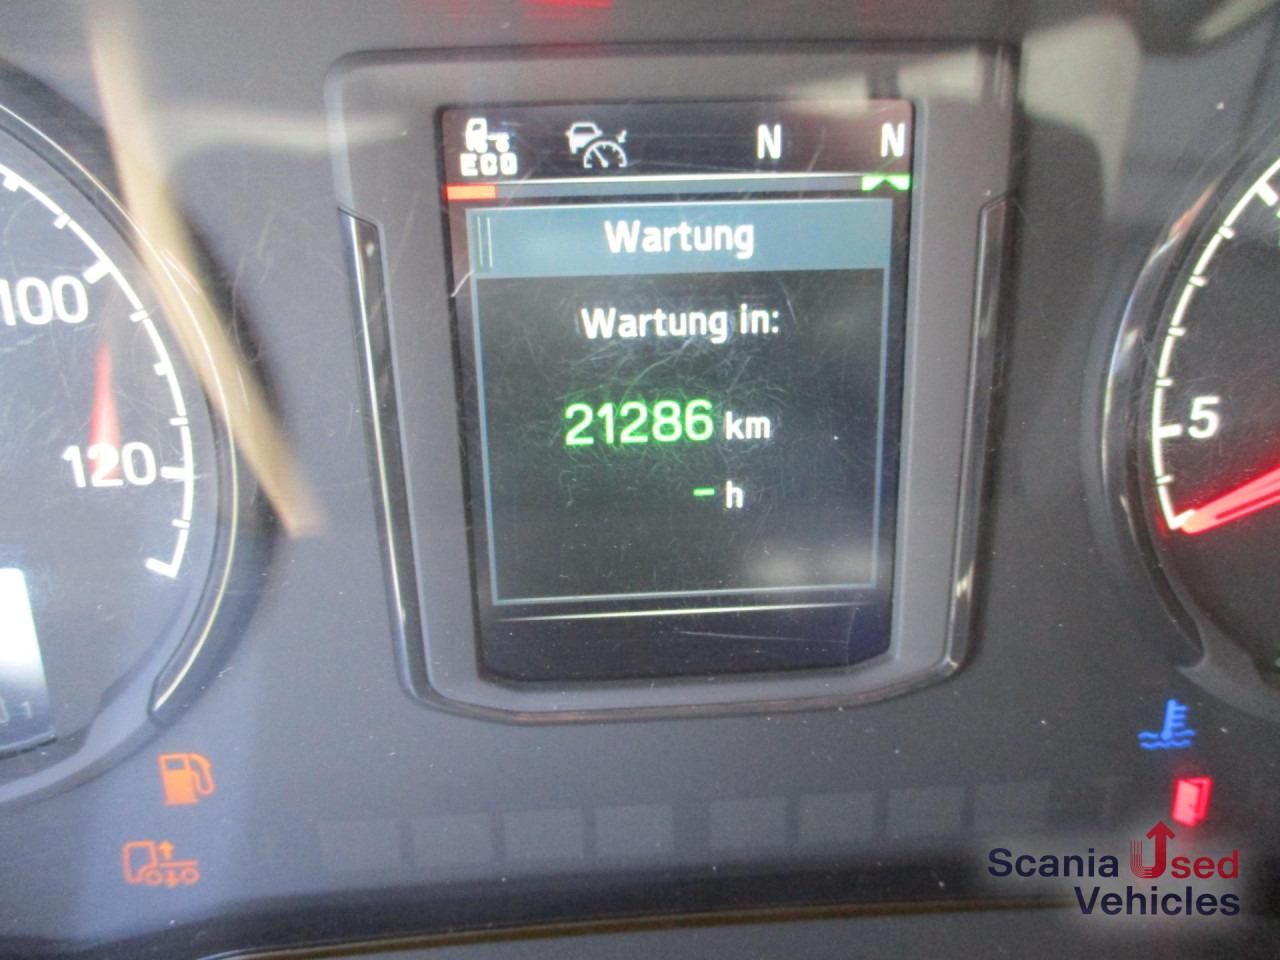 ECO
N
N
Wartung
Wartung in:
21286 km
- h
100
120
5
Scania Used
Vehicles